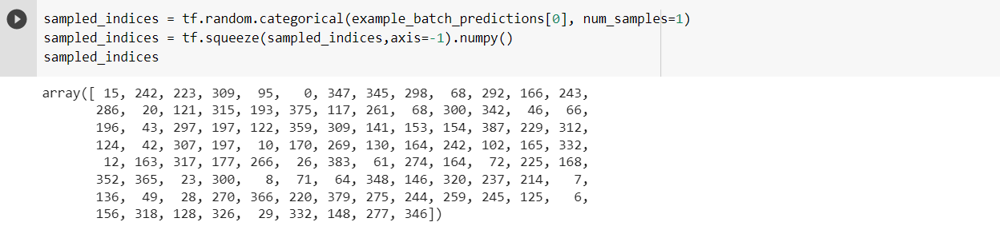 sampled_indices = tf.random.categorical(example_batch_predictions[0], num_samples=1)
sampled_indices = tf.squeeze(sampled_indices,axis=-1).numpy()
sampled_indices
array([ 15, 242, 223, 309,  95,   0, 347, 345, 298,  68, 292, 166, 243,
       286,  20, 121, 315, 193, 375, 117, 261,  68, 300, 342,  46,  66,
       196,  43, 297, 197, 122, 359, 309, 141, 153, 154, 387, 229, 312,
       124,  42, 307, 197,  10, 170, 269, 130, 164, 242, 102, 165, 332,
        12, 163, 317, 177, 266,  26, 383,  61, 274, 164,  72, 225, 168,
       352, 365,  23, 300,   8,  71,  64, 348, 146, 320, 237, 214,   7,
       136,  49,  28, 270, 366, 220, 379, 275, 244, 259, 245, 125,   6,
       156, 318, 128, 326,  29, 332, 148, 277, 346])